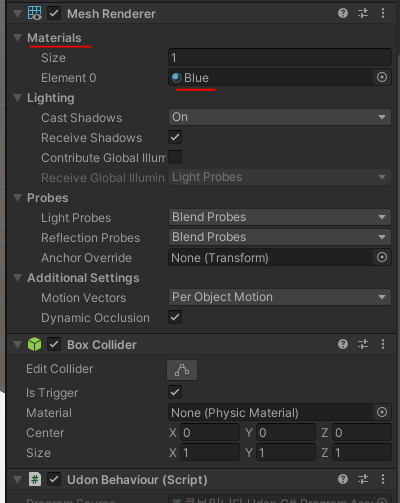 Mesh Renderer
Materials
Size 1
Element 0 Blue
Lighting
Cast Shadows On
Receive Shadows
Contribute Global Illum
Receive Global Illumin Light Probes
Probes
Light Probes Blend Probes
Reflection Probes Blend Probes
Anchor Override None (Transform)
Additional Settings
Motion Vectors Per Object Motion
Dynamic Occlusion
Box Collider
Edit Collider
Is Trigger
Material None (Physic Material)
Center X 0 Y 0 Z 0
Size X 1 Y 1 Z 1
# Udon Behaviour (Script)